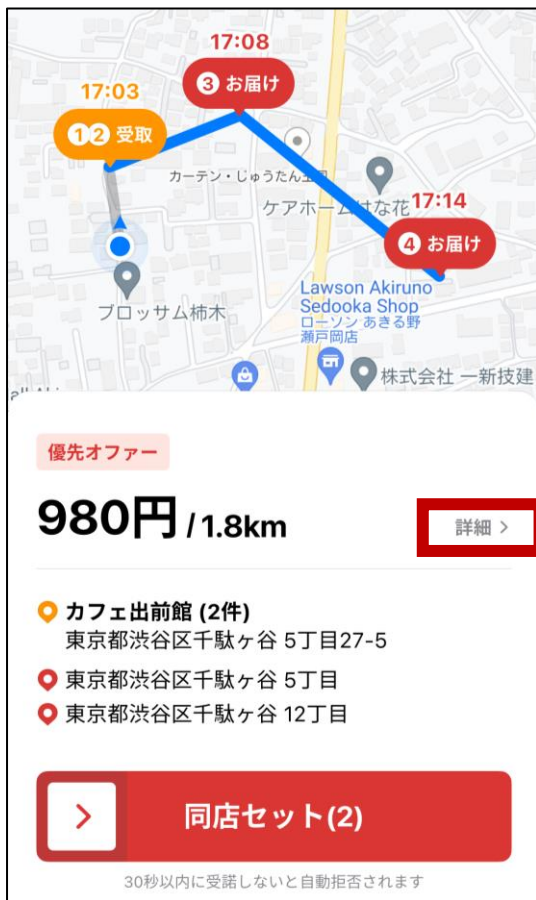 17:08
③ お届け
17:03
①② 受取
カーテン・じゅうたん
ケアホームはな花
17:14
④ お届け
Lawson Akiruno
Sedooka Shop
ローソン あきる野
瀬戸岡店
ブロッサム柿木
株式会社 一新技建
優先オファー
980円 / 1.8km
詳細 >
カフェ出前館 (2件)
東京都渋谷区千駄ヶ谷 5丁目27-5
東京都渋谷区千駄ヶ谷 5丁目
東京都渋谷区千駄ヶ谷 12丁目
> 同店セット(2)
30秒以内に受諾しないと自動拒否されます